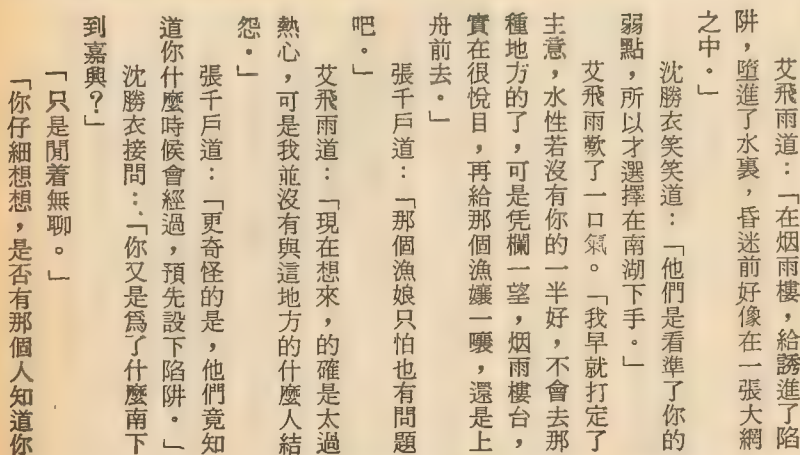 艾飛雨道：「在烟雨樓，給誘進了陷
阱，墮進了水裏，昏迷前好像在一張大網
之中。」
沈勝衣笑笑道：「他們是看準了你的
弱點，所以才選擇在南湖下手。」
艾飛雨歎了一口氣。「我早就打定了
主意，水性若沒有你的一半好，不會去那
種地方的了，可是凭欄一望，烟雨樓台，
實在很悅目，再給那個漁孃一嚷，還是上
舟前去。」
張千戶道：「那個漁娘只怕也有問題
吧。」
艾飛雨道：「現在想來，的確是太過
熱心，可是我並沒有與這地方的什麼人結
怨。」
張千戶道：「更奇怪的是，他們竟知
道你什麼時候會經過，預先設下陷阱。」
沈勝衣接問：「你又是爲了什麼南下
到嘉興？」
「只是閒着無聊。」
「你仔細想想，是否有那個人知道你